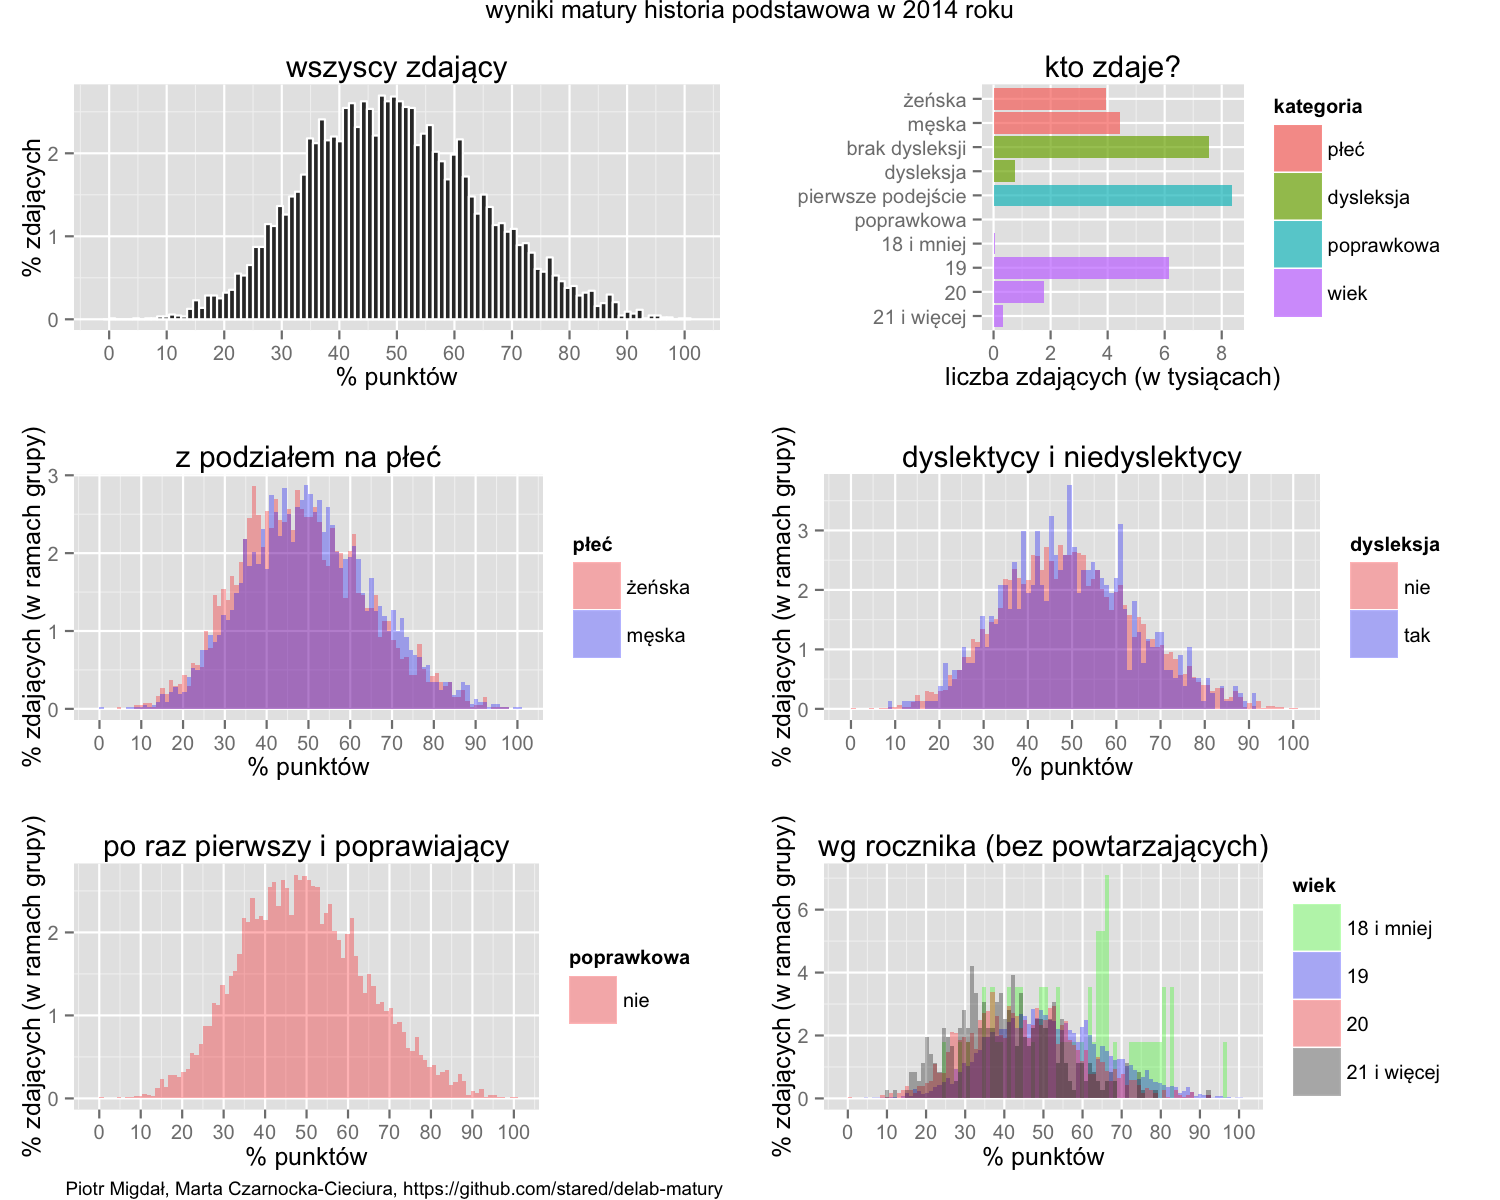 wyniki matury historia podstawowa w 2014 roku
wszyscy zdający
% zdających
2
1
0
0 10 20 30 40 50 60 70 80 90 100
% punktów
kto zdaje?
żeńska
męska
brak dysleksji
dysleksja
pierwsze podejście
poprawkowa
18 i mniej
19
20
21 i więcej
0 2 4 6 8
liczba zdających (w tysiącach)
kategoria
płeć
dysleksja
poprawkowa
wiek
z podziałem na płeć
% zdających (w ramach grupy)
3
2
1
0
0 10 20 30 40 50 60 70 80 90 100
% punktów
płeć
żeńska
męska
dyslektycy i niedyslektycy
% zdających (w ramach grupy)
3
2
1
0
0 10 20 30 40 50 60 70 80 90 100
% punktów
dysleksja
nie
tak
po raz pierwszy i poprawiający
% zdających (w ramach grupy)
2
1
0
0 10 20 30 40 50 60 70 80 90 100
% punktów
poprawkowa
nie
wg rocznika (bez powtarzających)
% zdających (w ramach grupy)
6
4
2
0
0 10 20 30 40 50 60 70 80 90 100
% punktów
wiek
18 i mniej
19
20
21 i więcej
Piotr Migdał, Marta Czarnocka-Cieciura, https://github.com/stared/delab-matury